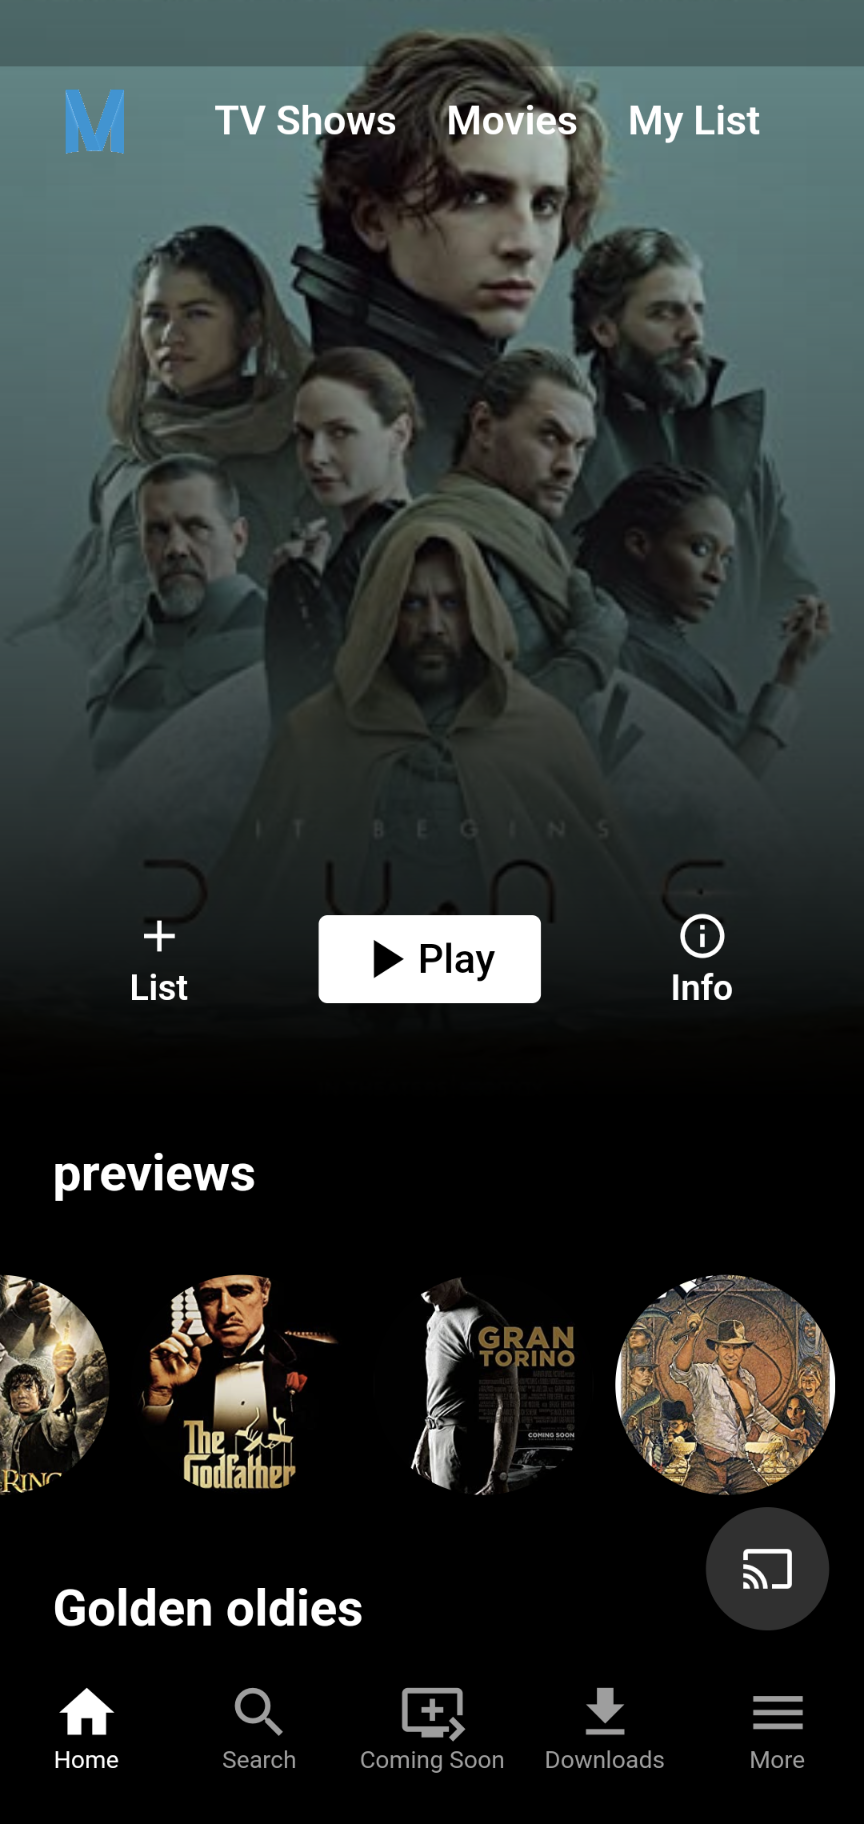 M
TV Shows Movies My List
IT BEGINS
DUNE
List
Play
Info
previews
RING
The Godfather
GRAN
TORINO
COMING SOON
Golden oldies
Home
Search
Coming Soon
Downloads
More